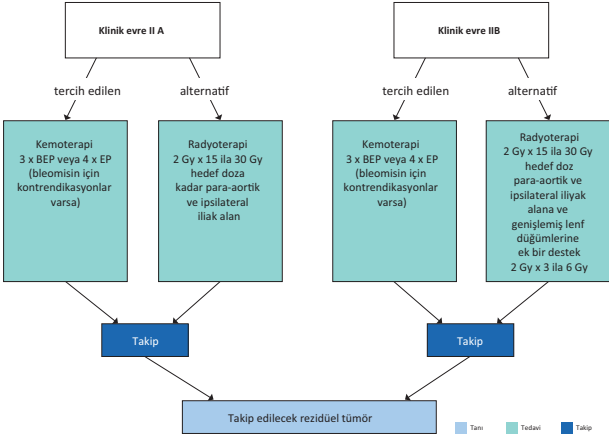 Klinik evre II A
Klinik evre IIB
tercih edilen
alternatif
tercih edilen
alternatif
Kemoterapi
3 x BEP veya 4 x EP
(bleomisin için
kontrendikasyonlar
varsa)
Radyoterapi
2 Gy x 15 ila 30 Gy
hedef doza
kadar para-aortik
ve ipsilateral
iliak alan
Kemoterapi
3 x BEP veya 4 x EP
(bleomisin için
kontrendikasyonlar
varsa)
Radyoterapi
2 Gy x 15 ila 30 Gy
hedef doz
para-aortik ve
ipsilateral iliyak
alana ve
genişlemiş lenf
düğümlerine
ek bir destek
2 Gy x 3 ila 6 Gy
Takip
Takip
Takip edilecek rezidüel tümör
Tanı
Tedavi
Takip